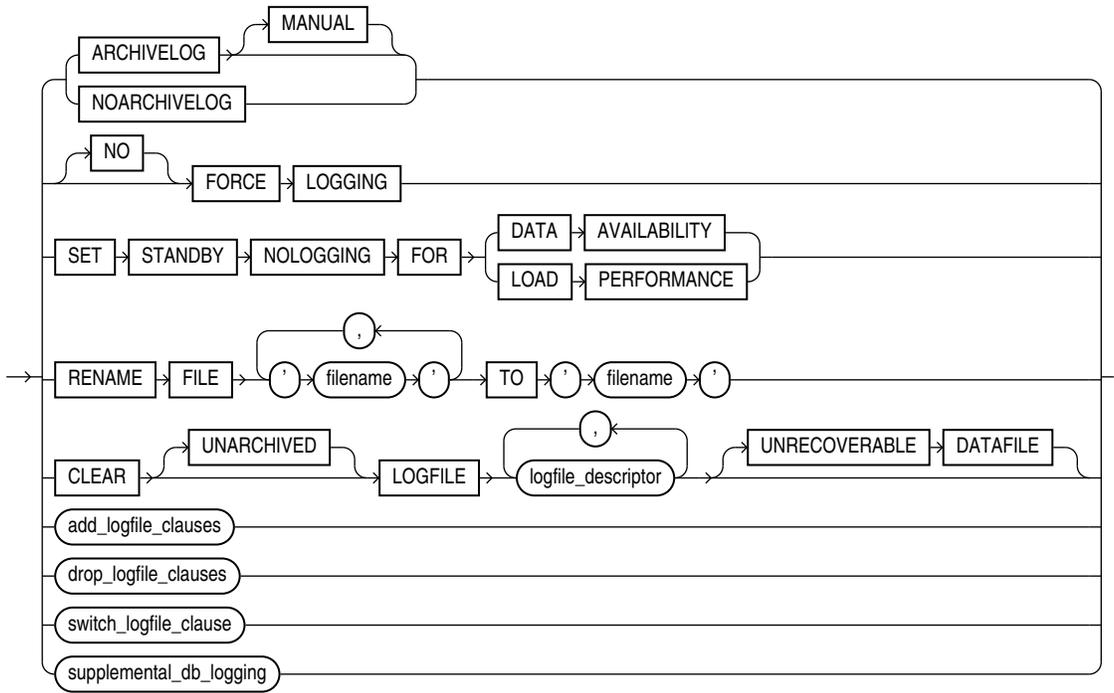 MANUAL
ARCHIVELOG
NOARCHIVELOG
NO
FORCE LOGGING
DATA AVAILABILITY
SET STANDBY NOLOGGING FOR
LOAD PERFORMANCE
,
RENAME FILE ' filename ' TO ' filename '
,
UNARCHIVED UNRECOVERABLE DATAFILE
CLEAR LOGFILE logfile_descriptor
add_logfile_clauses
drop_logfile_clauses
switch_logfile_clause
supplemental_db_logging